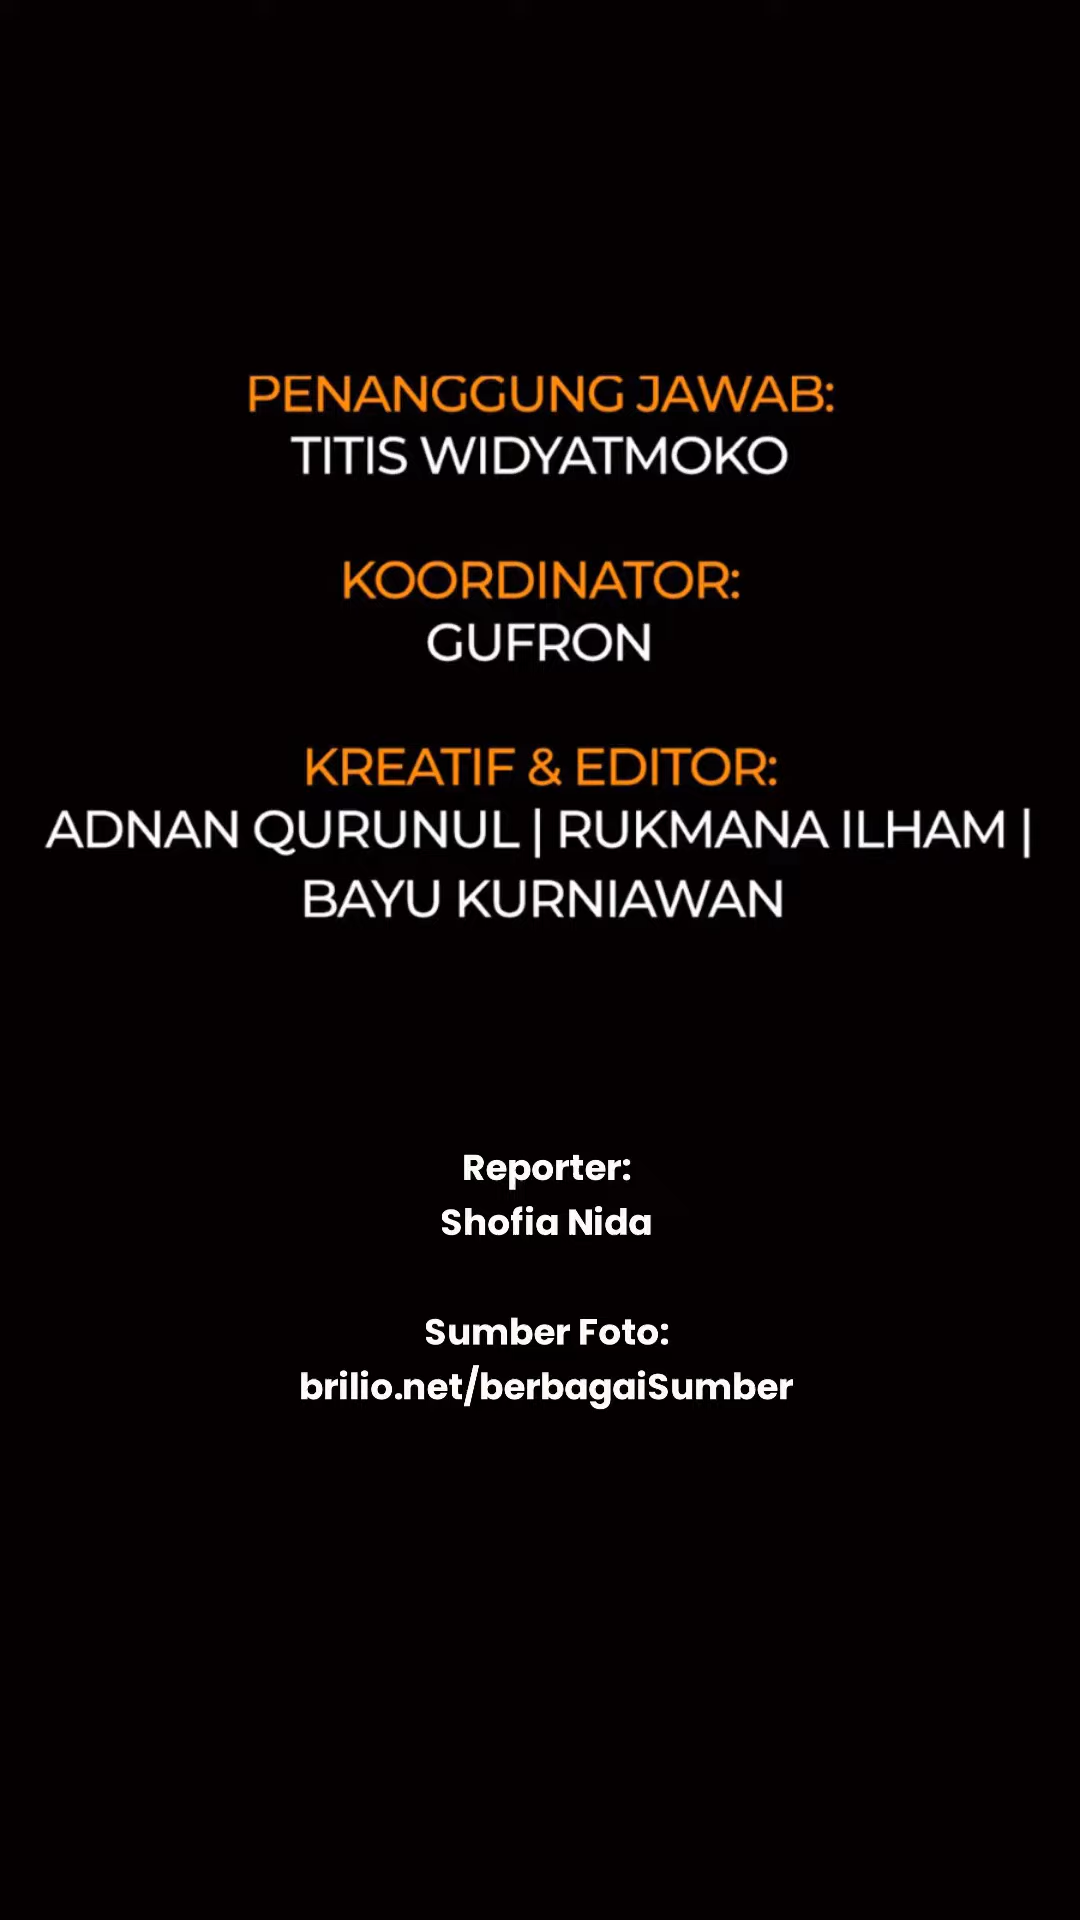 PENANGGUNG JAWAB:
TITIS WIDYATMOKO
KOORDINATOR:
GUFRON
KREATIF & EDITOR:
ADNAN QURUNUL | RUKMANA ILHAM |
BAYU KURNIAWAN
Reporter:
Shofia Nida
Sumber Foto:
brilio.net/berbagaiSumber